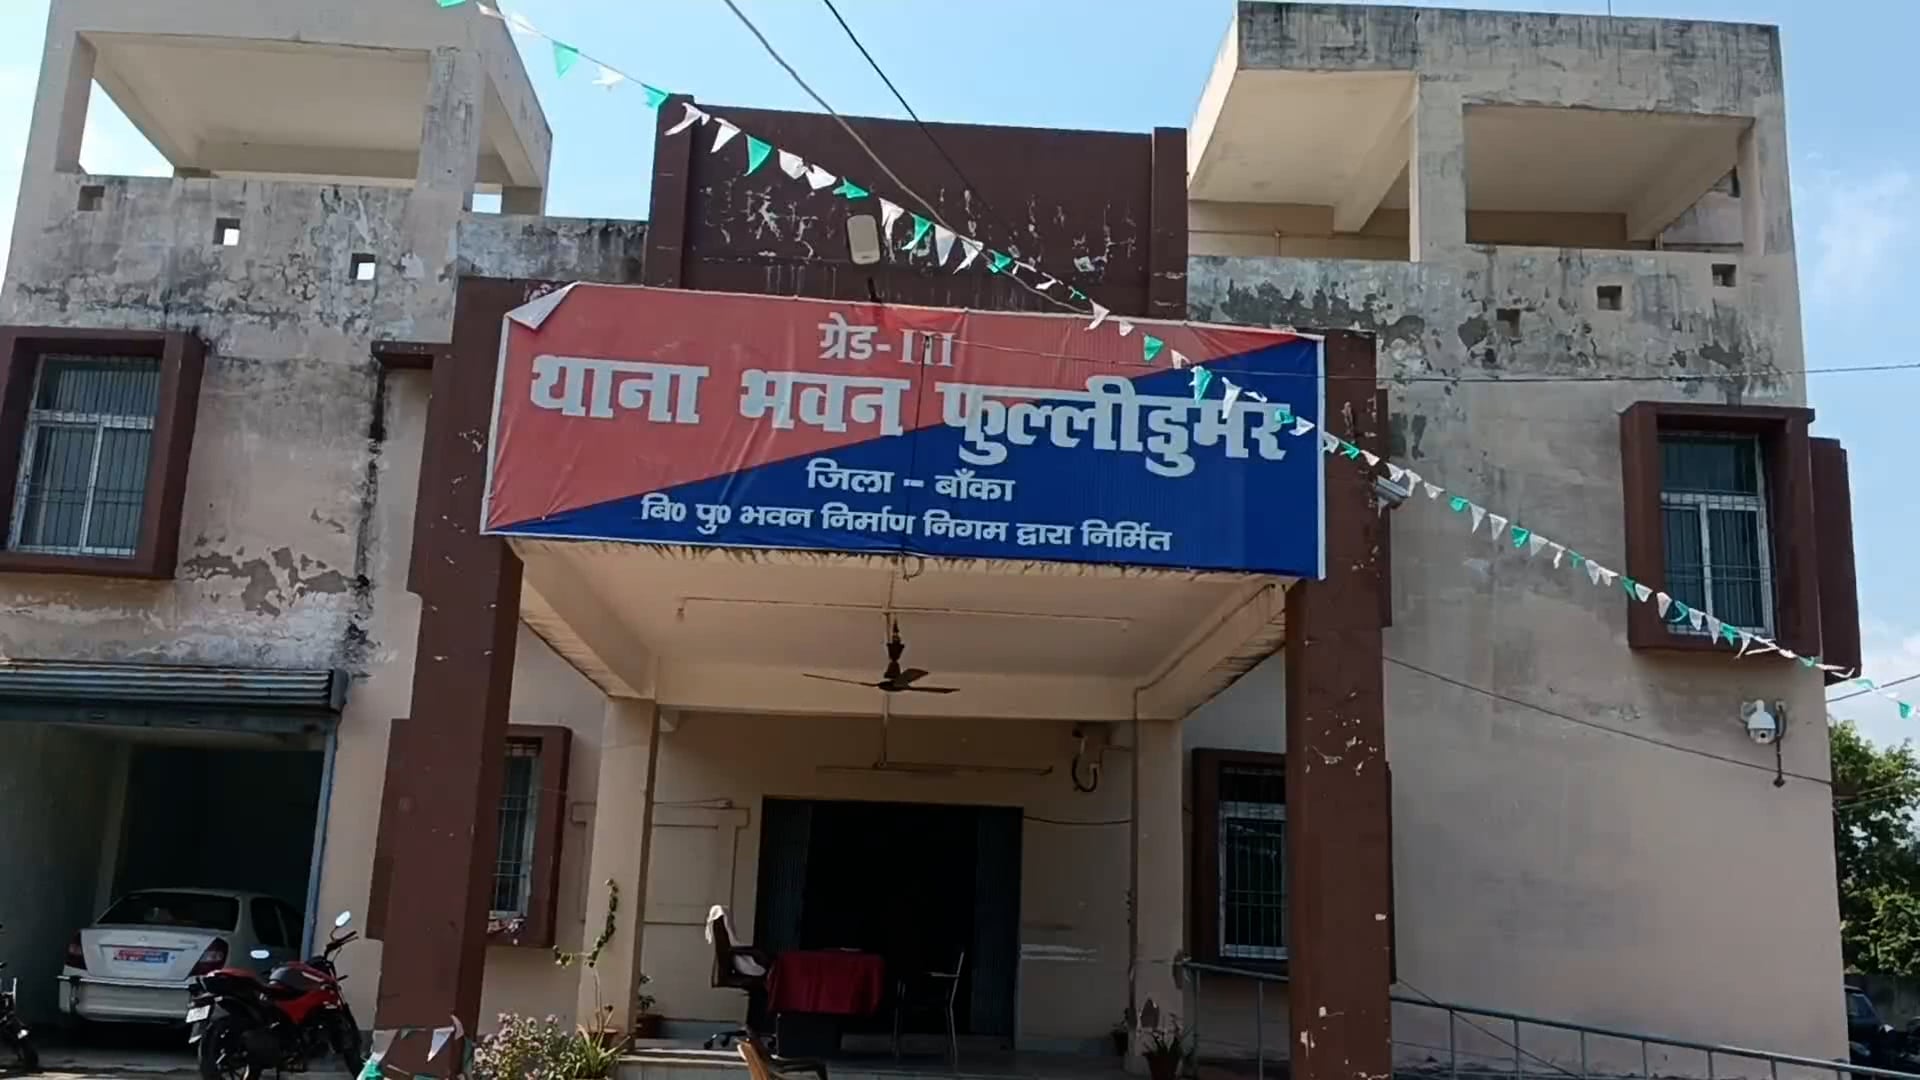 ग्रेड-III
थाना भवन फुल्लीडुमर
जिला - बाँका
बि० पु० भवन निर्माण निगम द्वारा निर्मित